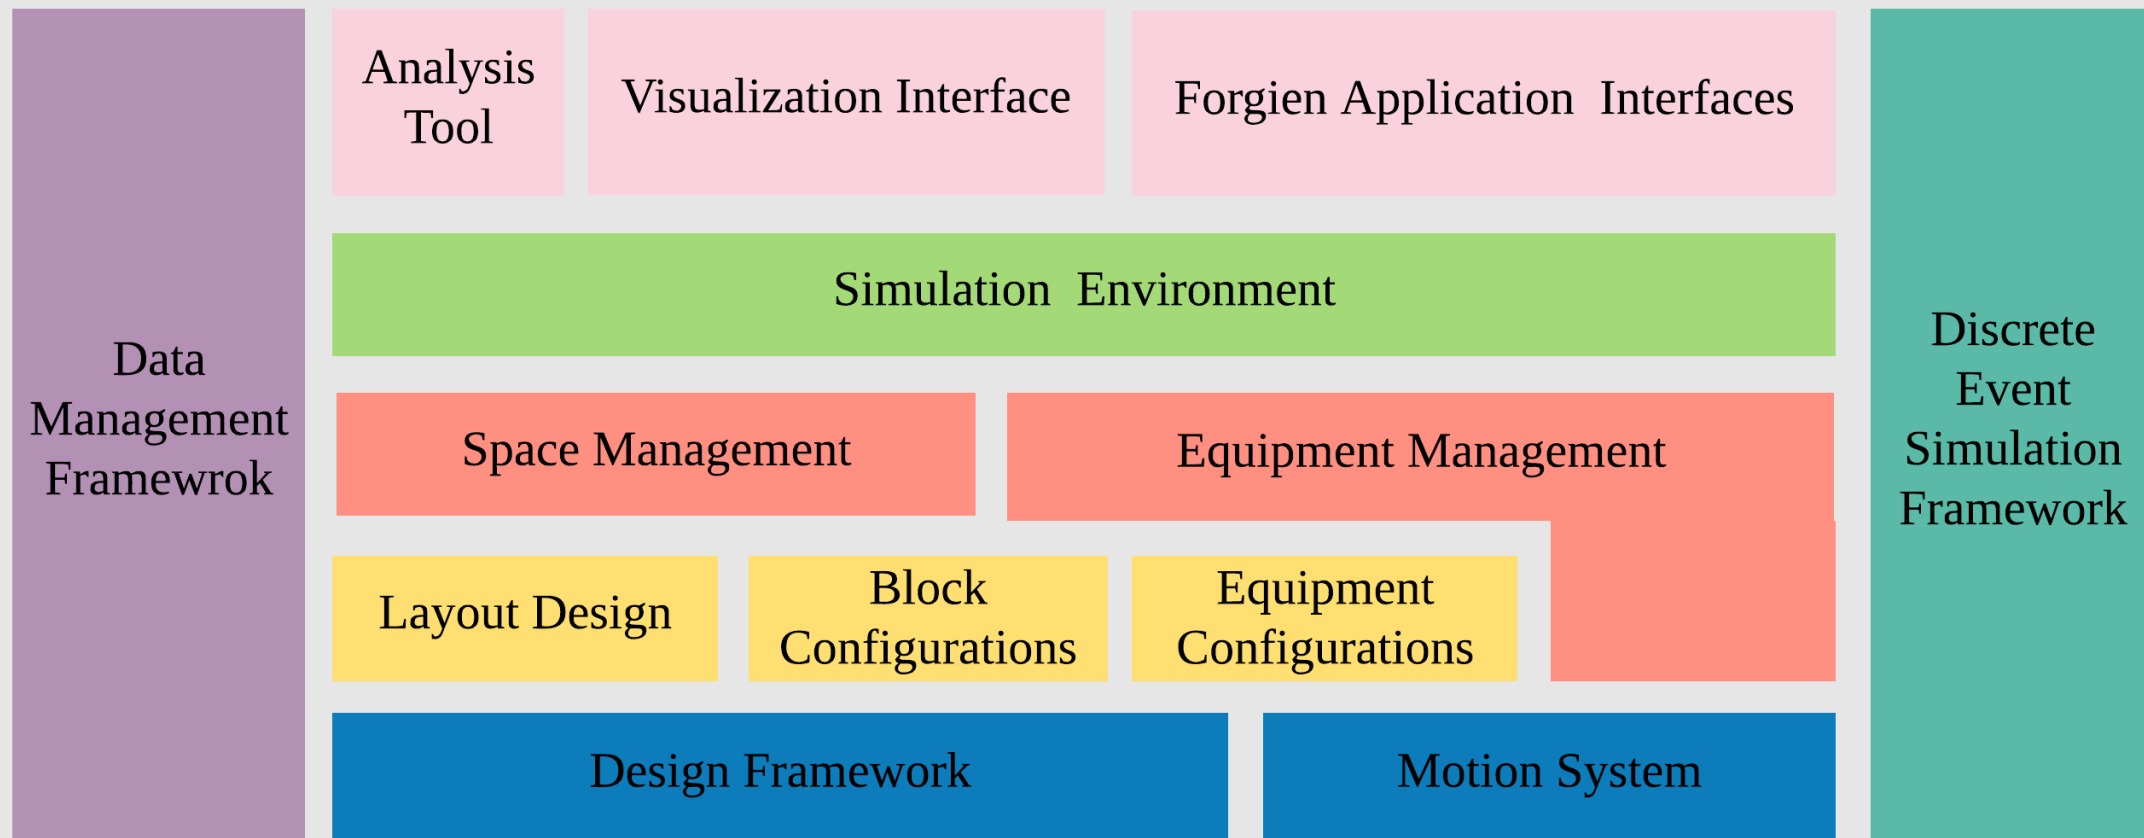 Data
Management
Framewrok
Analysis
Tool
Visualization Interface
Forgien Application  Interfaces
Simulation  Environment
Space Management
Equipment Management
Layout Design
Block
Configurations
Equipment
Configurations
Design Framework
Motion System
Discrete
Event
Simulation
Framework